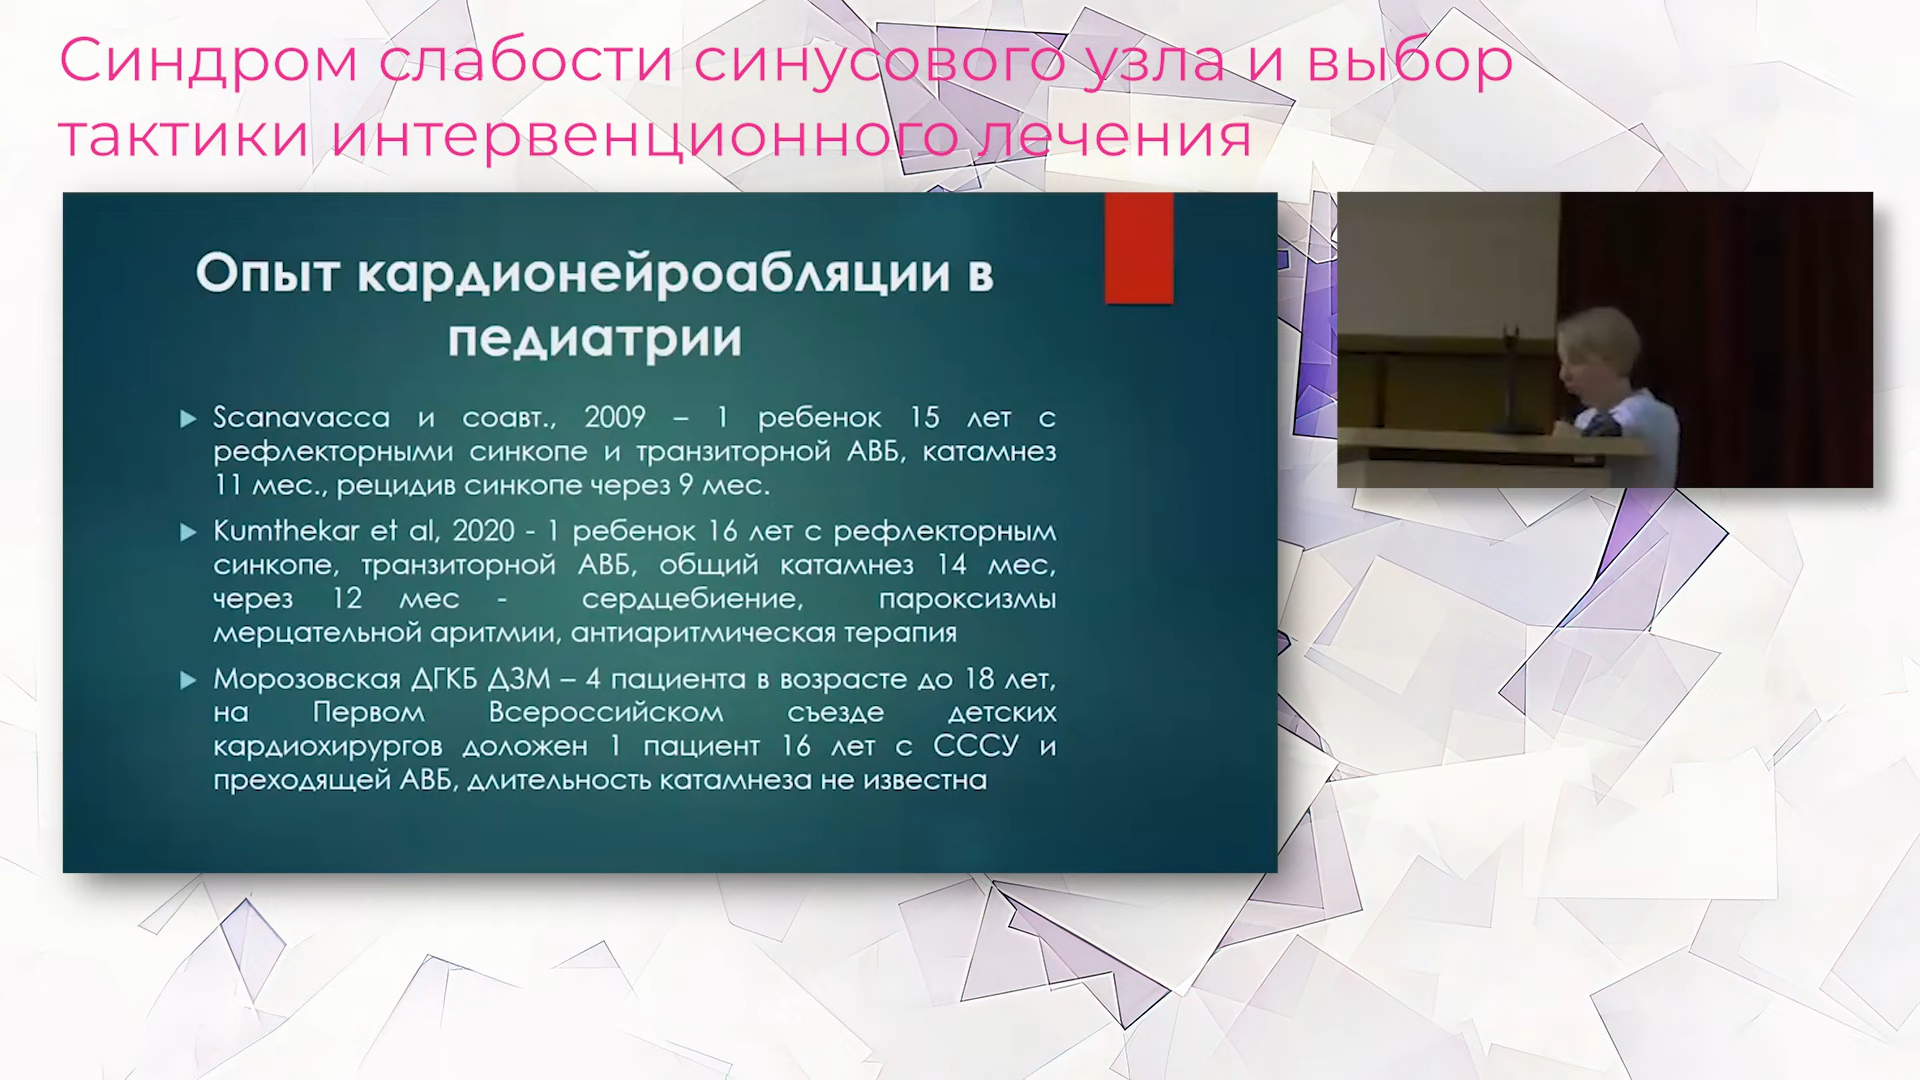 Синдром слабости синусового узла и выбор
тактики интервенционного лечения
Опыт кардионейроабляции в
педиатрии
Scanavacca и соавт., 2009 – 1 ребенок 15 лет с
рефлекторными синкопе и транзиторной АВБ, катамнез
11 мес., рецидив синкопе через 9 мес.
Kumthekar et al, 2020 - 1 ребенок 16 лет с рефлекторным
синкопе, транзиторной АВБ, общий катамнез 14 мес,
через 12 мес - сердцебиение, пароксизмы
мерцательной аритмии, антиаритмическая терапия
Морозовская ДГКБ ДЗМ – 4 пациента в возрасте до 18 лет,
на Первом Всероссийском съезде детских
кардиохирургов доложен 1 пациент 16 лет с СССУ и
преходящей АВБ, длительность катамнеза не известна